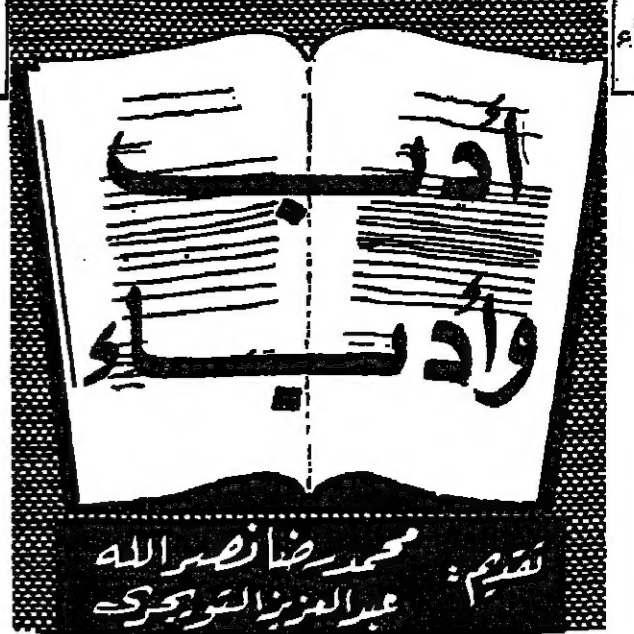 أدب
وأدباء
تقديم: محمد رضا نصر الله
عبد العزيز التويجري